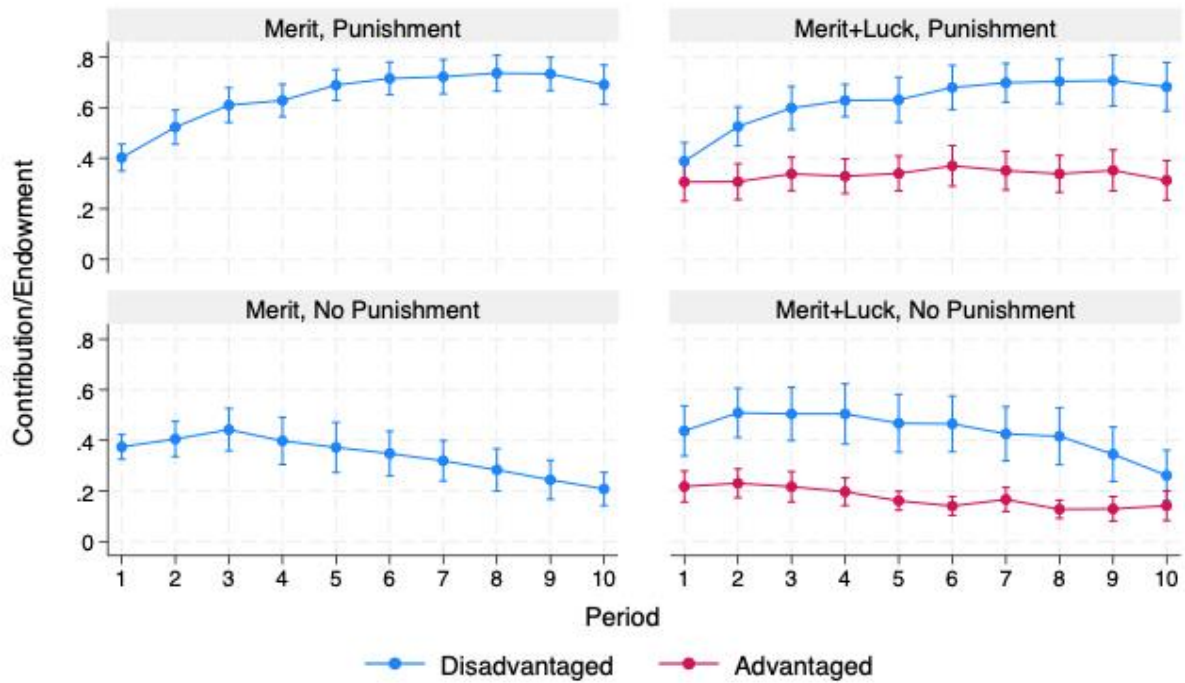 Merit, Punishment
Merit+Luck, Punishment
Contribution/Endowment
.8
.6
.4
.2
0
Merit, No Punishment
Merit+Luck, No Punishment
.8
.6
.4
.2
0
1 2 3 4 5 6 7 8 9 10
1 2 3 4 5 6 7 8 9 10
Period
Disadvantaged
Advantaged